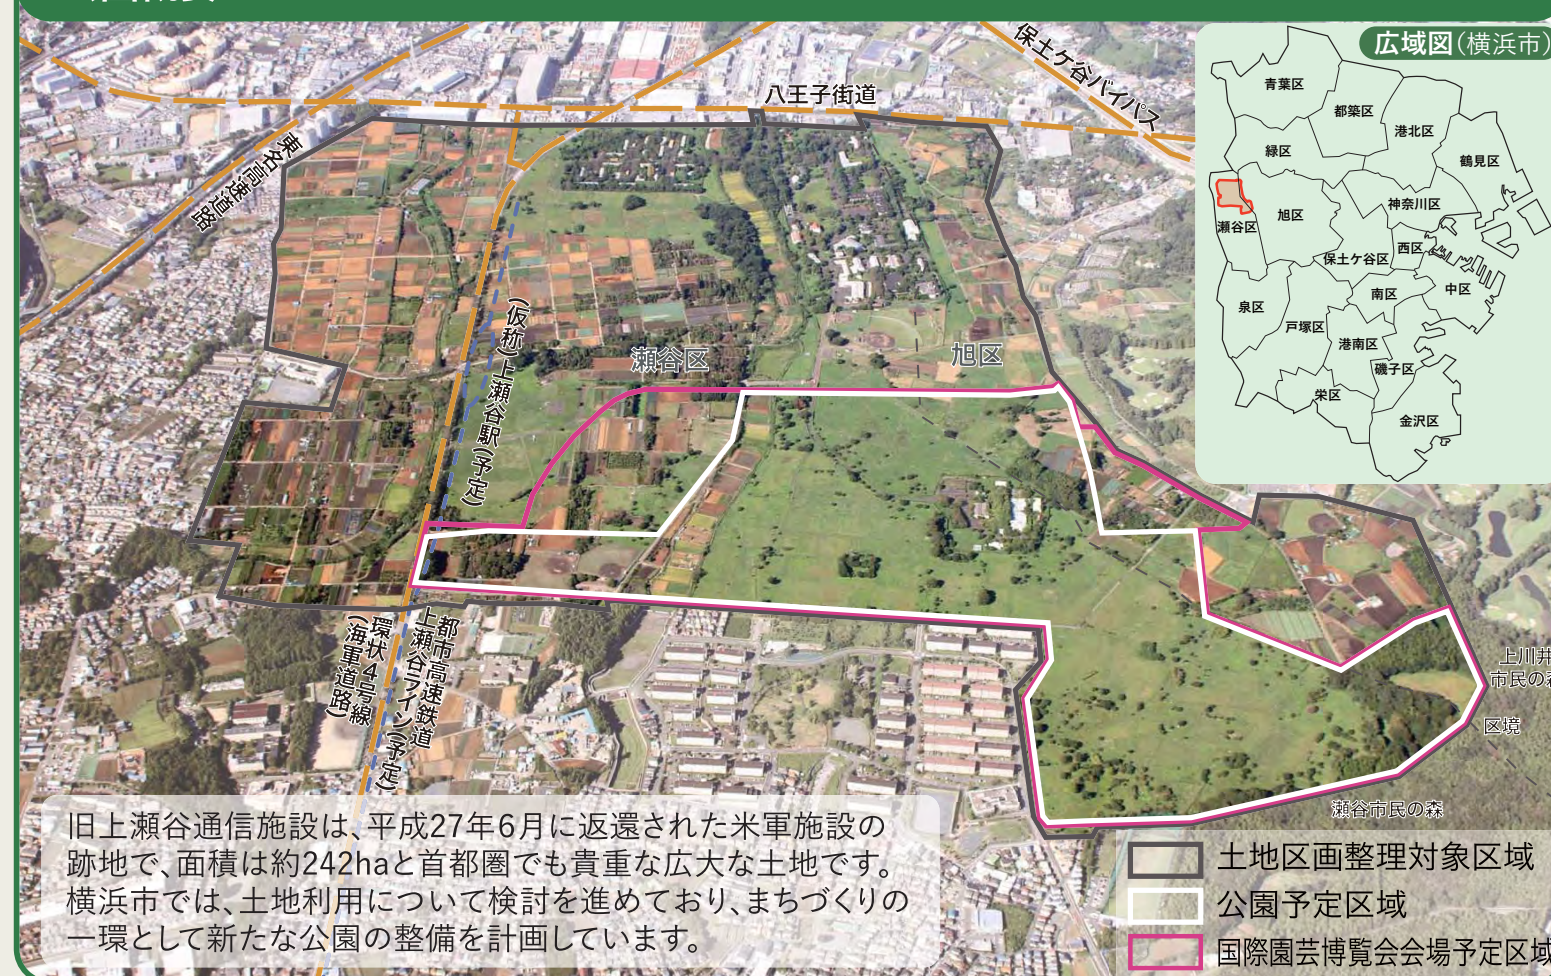 広域図(横浜市)
保土ケ谷バイパス
八王子街道
東名高速道路
青葉区
都築区
港北区
緑区
鶴見区
神奈川区
旭区
瀬谷区
西区
保土ケ谷区
南区
中区
泉区
戸塚区
港南区
磯子区
栄区
金沢区
(仮称)上瀬谷駅(予定)
瀬谷区
旭区
都市高速鉄道
上瀬谷ライン(予定)
環状4号線
(海軍道路)
上川井
市民の森
区境
瀬谷市民の森
旧上瀬谷通信施設は、平成27年6月に返還された米軍施設の
跡地で、面積は約242haと首都圏でも貴重な広大な土地です。
横浜市では、土地利用について検討を進めており、まちづくりの
一環として新たな公園の整備を計画しています。
土地区画整理対象区域
公園予定区域
国際園芸博覧会会場予定区域